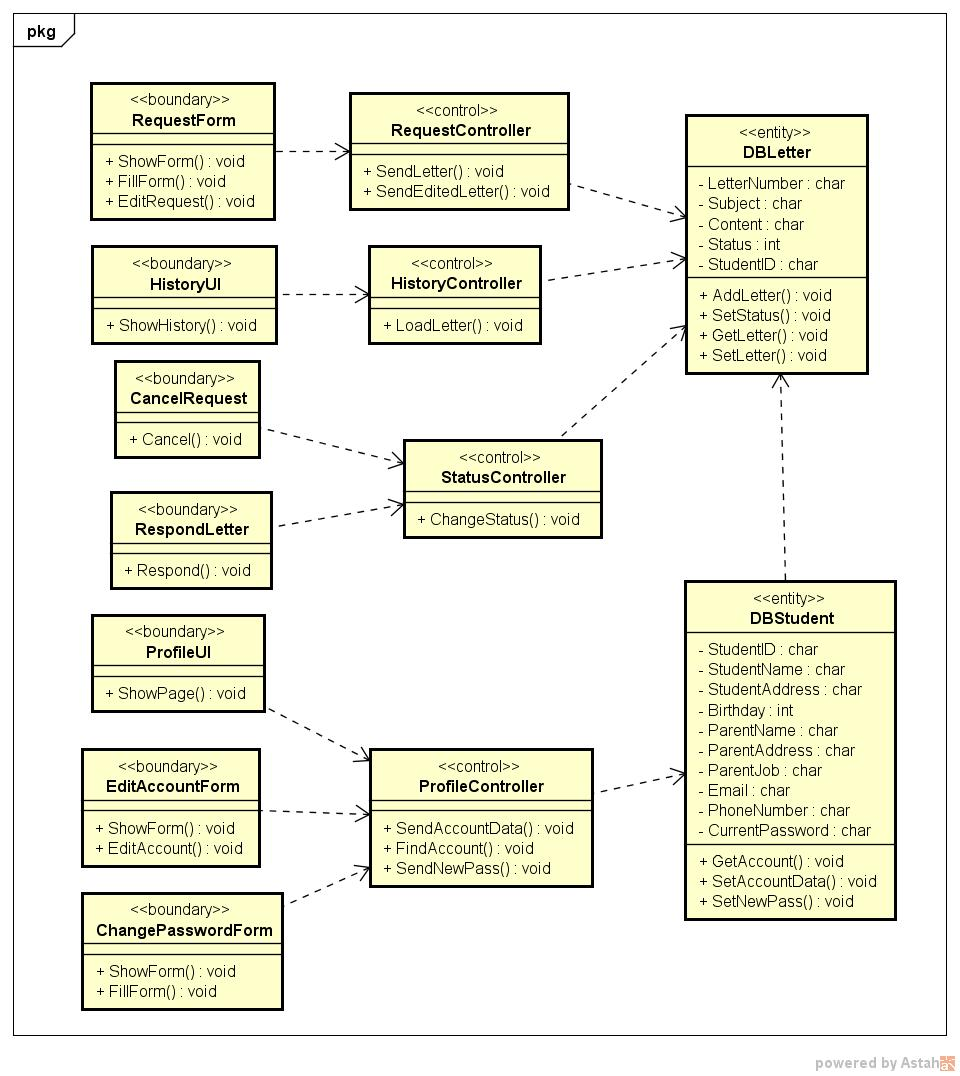 pkg
<<boundary>>
RequestForm
+ ShowForm() : void
+ FillForm() : void
+ EditRequest() : void
<<control>>
RequestController
+ SendLetter() : void
+ SendEditedLetter() : void
<<entity>>
DBLetter
- LetterNumber : char
- Subject : char
- Content : char
- Status : int
- StudentID : char
+ AddLetter() : void
+ SetStatus() : void
+ GetLetter() : void
+ SetLetter() : void
<<boundary>>
HistoryUI
+ ShowHistory() : void
<<control>>
HistoryController
+ LoadLetter() : void
<<boundary>>
CancelRequest
+ Cancel() : void
<<control>>
StatusController
+ ChangeStatus() : void
<<boundary>>
RespondLetter
+ Respond() : void
<<boundary>>
ProfileUI
+ ShowPage() : void
<<entity>>
DBStudent
- StudentID : char
- StudentName : char
- StudentAddress : char
- Birthday : int
- ParentName : char
- ParentAddress : char
- ParentJob : char
- Email : char
- PhoneNumber : char
- CurrentPassword : char
+ GetAccount() : void
+ SetAccountData() : void
+ SetNewPass() : void
<<boundary>>
EditAccountForm
+ ShowForm() : void
+ EditAccount() : void
<<control>>
ProfileController
+ SendAccountData() : void
+ FindAccount() : void
+ SendNewPass() : void
<<boundary>>
ChangePasswordForm
+ ShowForm() : void
+ FillForm() : void
powered by Astah